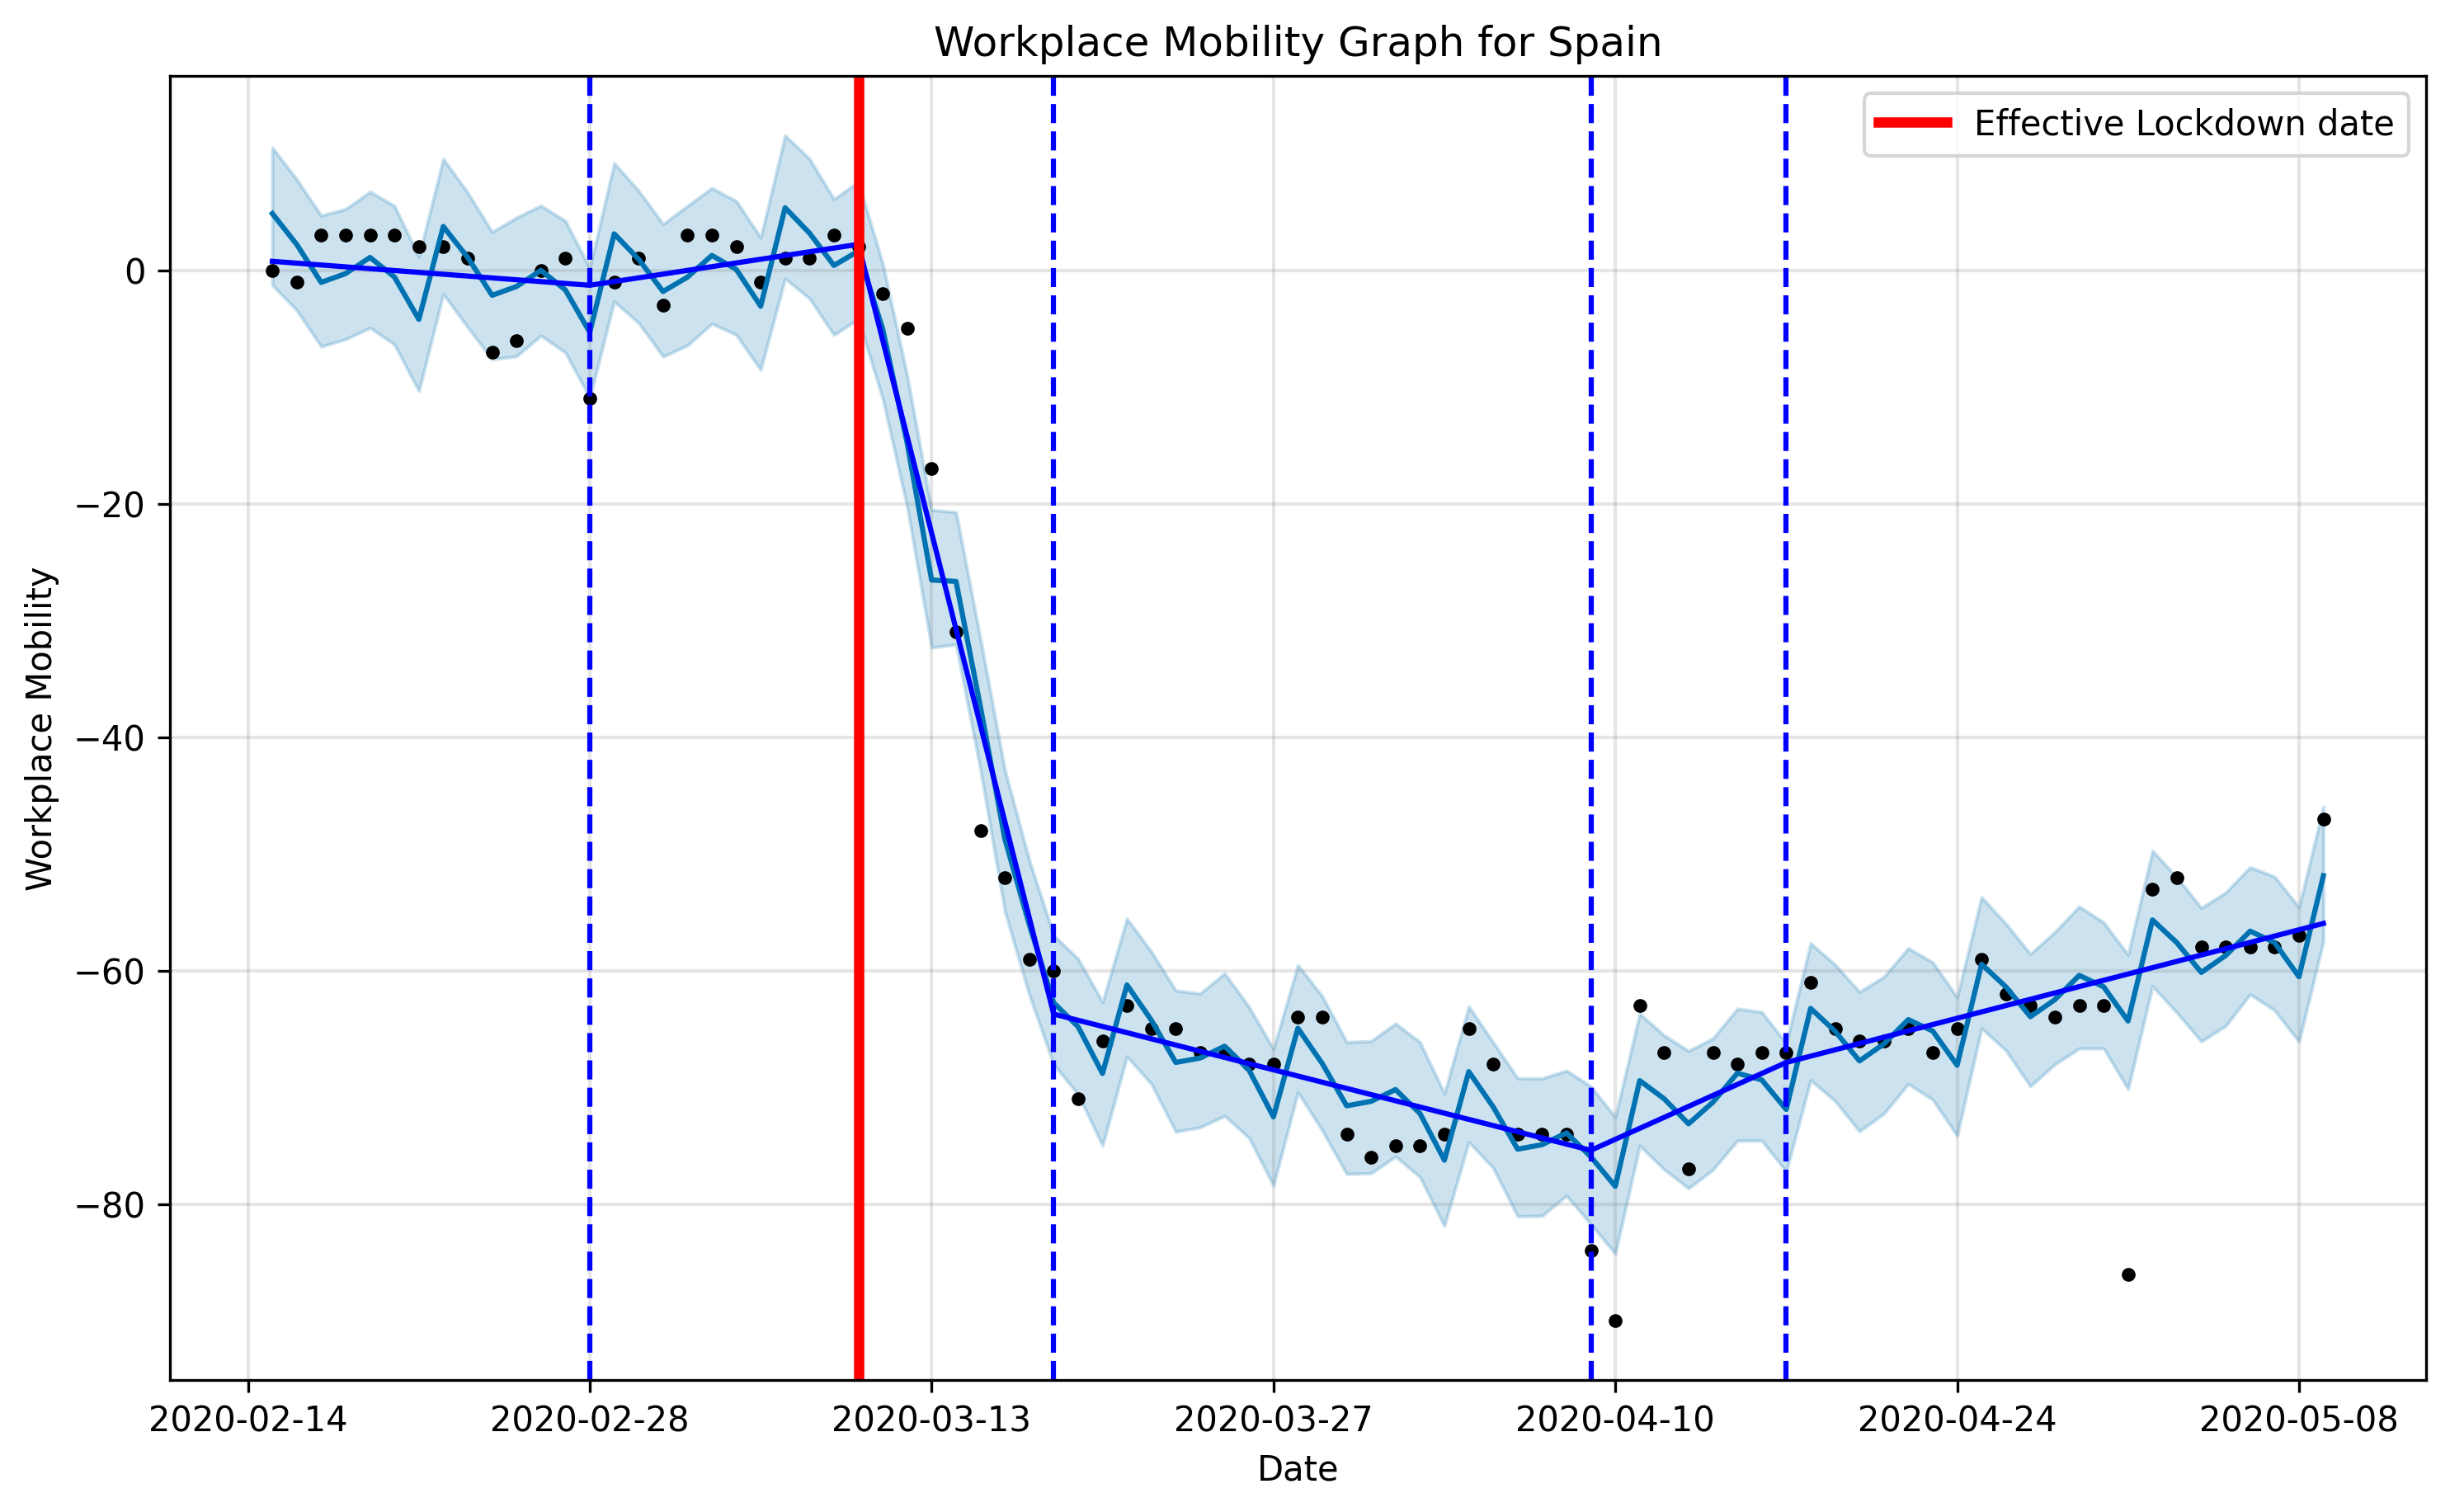 Workplace Mobility Graph for Spain
Effective Lockdown date
Workplace Mobility
0
−20
−40
−60
−80
2020-02-14 2020-02-28 2020-03-13 2020-03-27 2020-04-10 2020-04-24 2020-05-08
Date